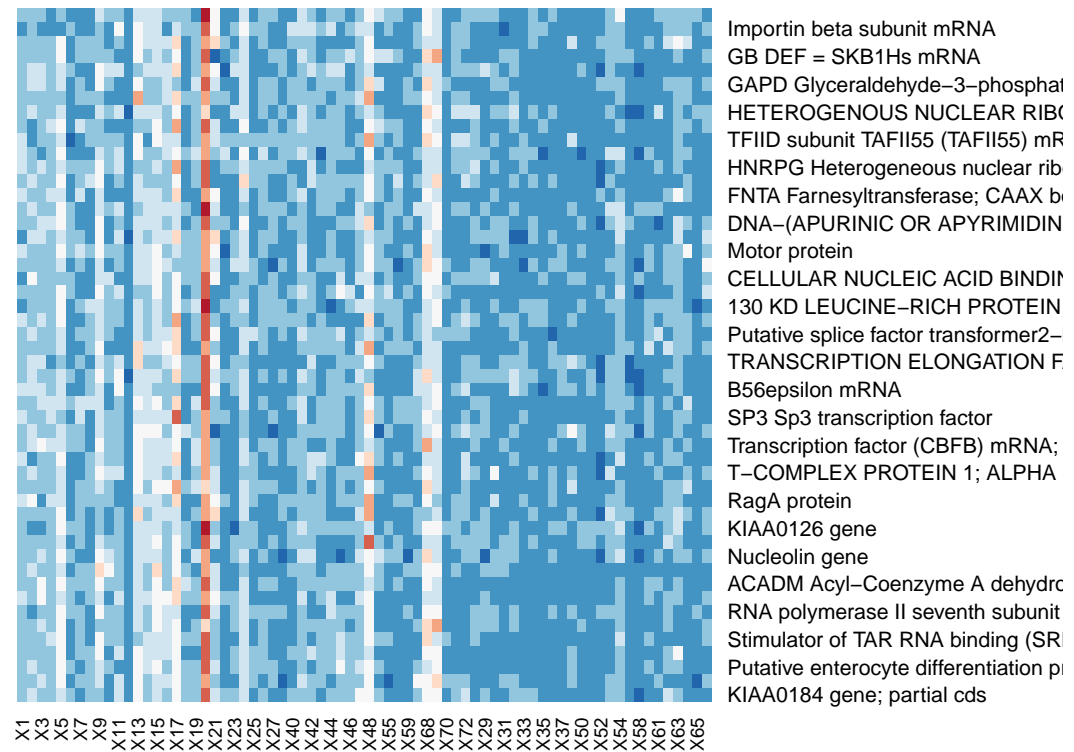 Importin beta subunit mRNA
GB DEF = SKB1Hs mRNA
GAPD Glyceraldehyde−3−phosphat
HETEROGENOUS NUCLEAR RIBO
TFIID subunit TAFII55 (TAFII55) mR
HNRPG Heterogeneous nuclear rib
FNTA Farnesyltransferase; CAAX b
DNA−(APURINIC OR APYRIMIDIN
Motor protein
CELLULAR NUCLEIC ACID BINDIN
130 KD LEUCINE−RICH PROTEIN
Putative splice factor transformer2−
TRANSCRIPTION ELONGATION F
B56epsilon mRNA
SP3 Sp3 transcription factor
Transcription factor (CBFB) mRNA;
T−COMPLEX PROTEIN 1; ALPHA
RagA protein
KIAA0126 gene
Nucleolin gene
ACADM Acyl−Coenzyme A dehydro
RNA polymerase II seventh subunit
Stimulator of TAR RNA binding (SR
Putative enterocyte differentiation p
KIAA0184 gene; partial cds
X1 X3 X5 X7 X9 X11 X13 X15 X17 X19 X21 X23 X25 X27 X40 X42 X44 X46 X48 X55 X59 X68 X70 X72 X29 X31 X33 X35 X37 X50 X52 X54 X58 X61 X63 X65